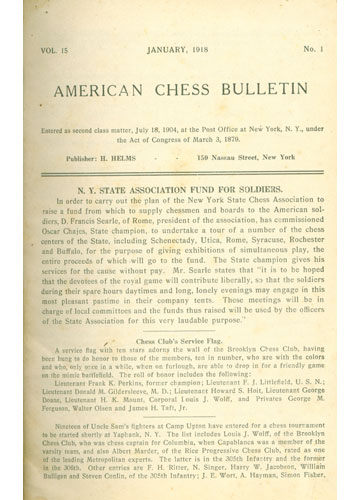 VOL. 15 JANUARY, 1918 No. 1
AMERICAN CHESS BULLETIN
Entered as second class matter, July 18, 1904, at the Post Office at New York, N. Y., under
the Act of Congress of March 3, 1879.
Publisher: H. HELMS - - 150 Nassau Street, New York
N. Y. STATE ASSOCIATION FUND FOR SOLDIERS.
In order to carry out the plan of the New York State Chess Association to
raise a fund from which to supply chessmen and boards to the American sol-
diers, D. Francis Searle, of Rome, president of the association, has commissioned
Oscar Chajes, State champion, to undertake a tour of a number of the chess
centers of the State, including Schenectady, Utica, Rome, Syracuse, Rochester
and Buffalo, for the purpose of giving exhibitions of simultaneous play, the
entire proceeds of which will go to the fund. The State champion gives his
services for the cause without pay. Mr. Searle states that "it is to be hoped
that the devotees of the royal game will contribute liberally, so that the soldiers
during their spare hours daytimes and long, lonely evenings may engage in this
most pleasant pastime in their company tents. These meetings will be in
charge of local committees and the funds thus raised will be used by the officers
of the State Association for this very laudable purpose."
Chess Club's Service Flag.
A service flag with ten stars adorns the wall of the Brooklyn Chess Club, having
been hung to do honor to those of the members, ten in number, who are with the colors
and who, only once in a while, when on furlough, are able to drop in for a friendly game
on the mimic battlefield. The roll of honor includes the following:
Lieutenant Frank K. Perkins, former champion; Lieutenant F. J. Littlefield, U. S. N.;
Lieutenant Donald M. Gildersleeve, M. D.; Lieutenant Howard S. Hoit, Lieutenant George
Deane, Lieutenant H. K. Mount, Corporal Louis J. Wolff, and Privates George M.
Ferguson, Walter Olsen and James H. Taft, Jr.
Nineteen of Uncle Sam's fighters at Camp Upton have entered for a chess tournament
to be started shortly at Yaphank, N. Y. The list includes Louis J. Wolff, of the Brooklyn
Chess Club, who was chess captain for Columbia, when Capablanca was a member of the
varsity team, and also Albert Marder, of the Rice Progressive Chess Club, rated as one
of the leading Metropolitan experts. The latter is in the 305th Infantry and the former
in the 306th. Other entries are F. H. Ritter, N. Singer, Harry W. Jacobson, William
Bulligen and Steven Conlin, of the 305th Infantry; J. E. Wort, A. Hayman, Simon Fisher,